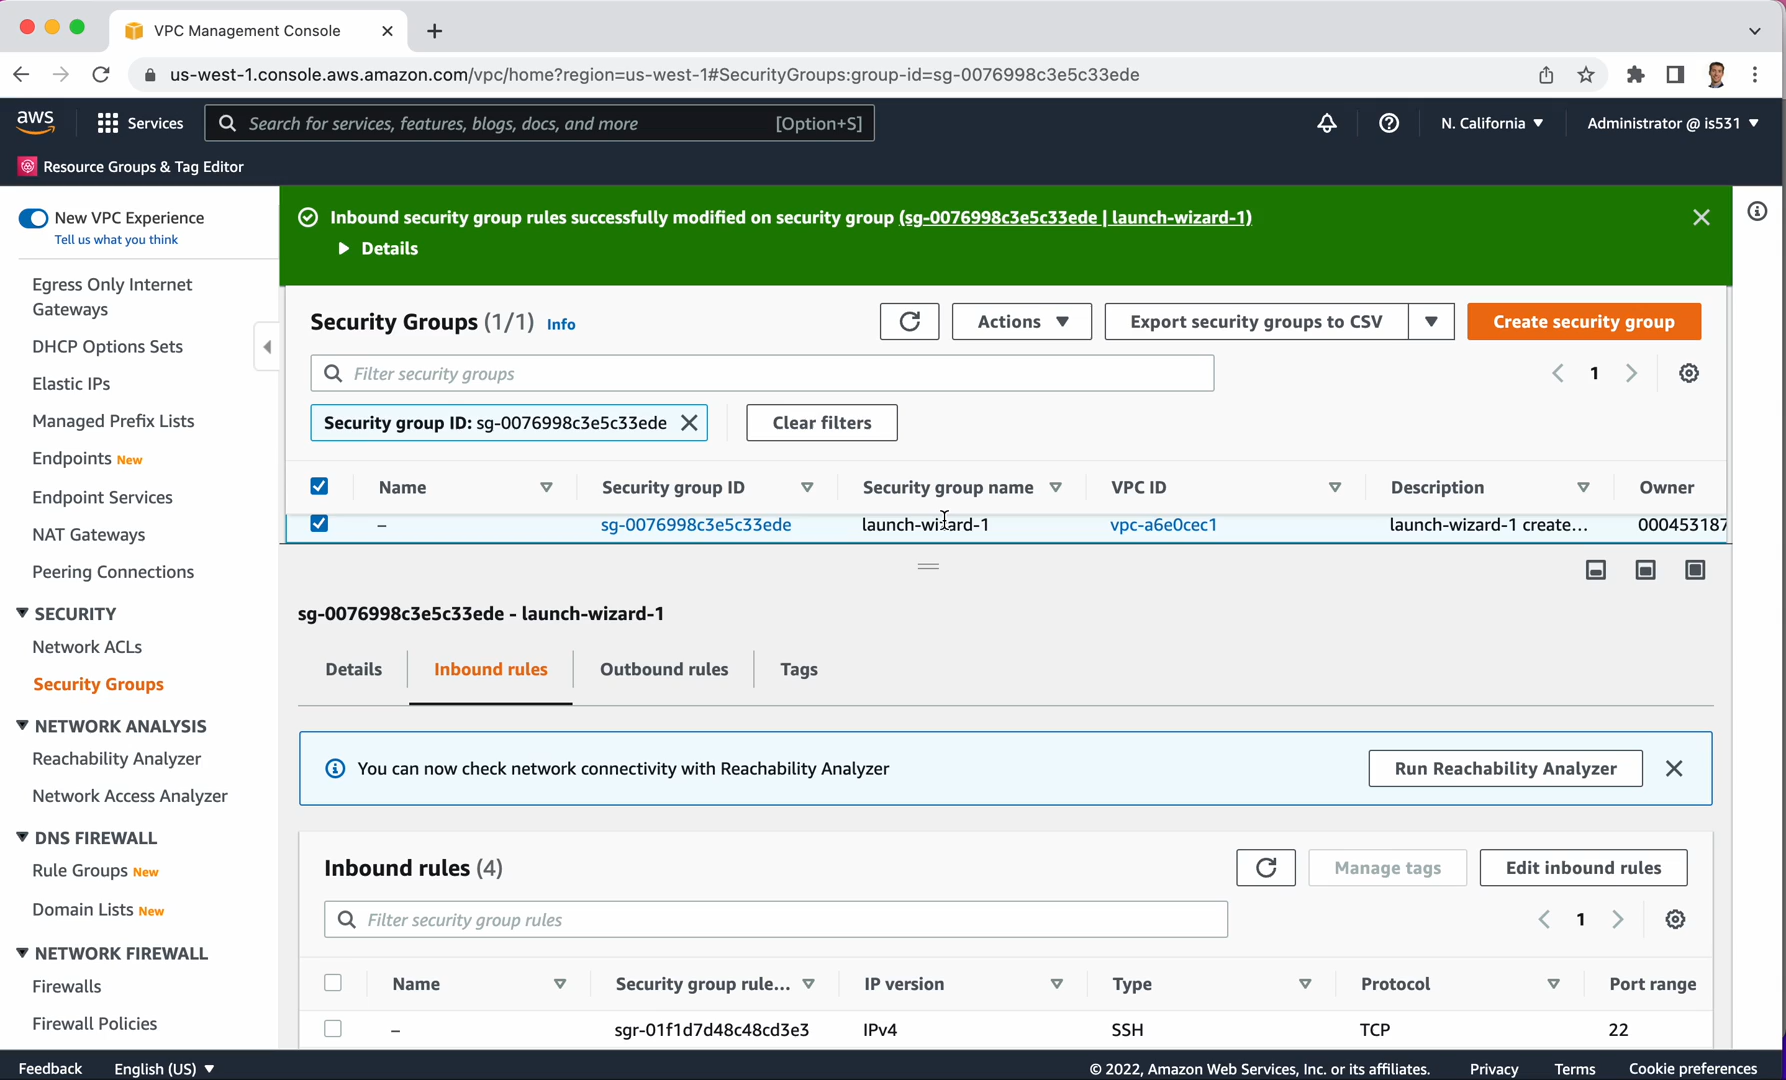 VPC Management Console
us-west-1.console.aws.amazon.com/vpc/home?region=us-west-1#SecurityGroups:group-id=sg-0076998c3e5c33ede
aws
Services
Search for services, features, blogs, docs, and more
[Option+S]
N. California
Administrator @ is531
Resource Groups & Tag Editor
New VPC Experience
Tell us what you think
Egress Only Internet
Gateways
DHCP Options Sets
Elastic IPs
Managed Prefix Lists
Endpoints New
Endpoint Services
NAT Gateways
Peering Connections
SECURITY
Network ACLs
Security Groups
NETWORK ANALYSIS
Reachability Analyzer
Network Access Analyzer
DNS FIREWALL
Rule Groups New
Domain Lists New
NETWORK FIREWALL
Firewalls
Firewall Policies
Inbound security group rules successfully modified on security group (sg-0076998c3e5c33ede | launch-wizard-1)
Details
Security Groups (1/1) Info
Actions
Export security groups to CSV
Create security group
Filter security groups
1
Security group ID: sg-0076998c3e5c33ede
Clear filters
Name Security group ID Security group name VPC ID Description Owner
– sg-0076998c3e5c33ede launch-wizard-1 vpc-a6e0cec1 launch-wizard-1 create... 000453187
sg-0076998c3e5c33ede - launch-wizard-1
Details Inbound rules Outbound rules Tags
You can now check network connectivity with Reachability Analyzer
Run Reachability Analyzer
Inbound rules (4)
Manage tags
Edit inbound rules
Filter security group rules
1
Name Security group rule... IP version Type Protocol Port range
– sgr-01f1d7d48c48cd3e3 IPv4 SSH TCP 22
Feedback English (US) © 2022, Amazon Web Services, Inc. or its affiliates. Privacy Terms Cookie preferences